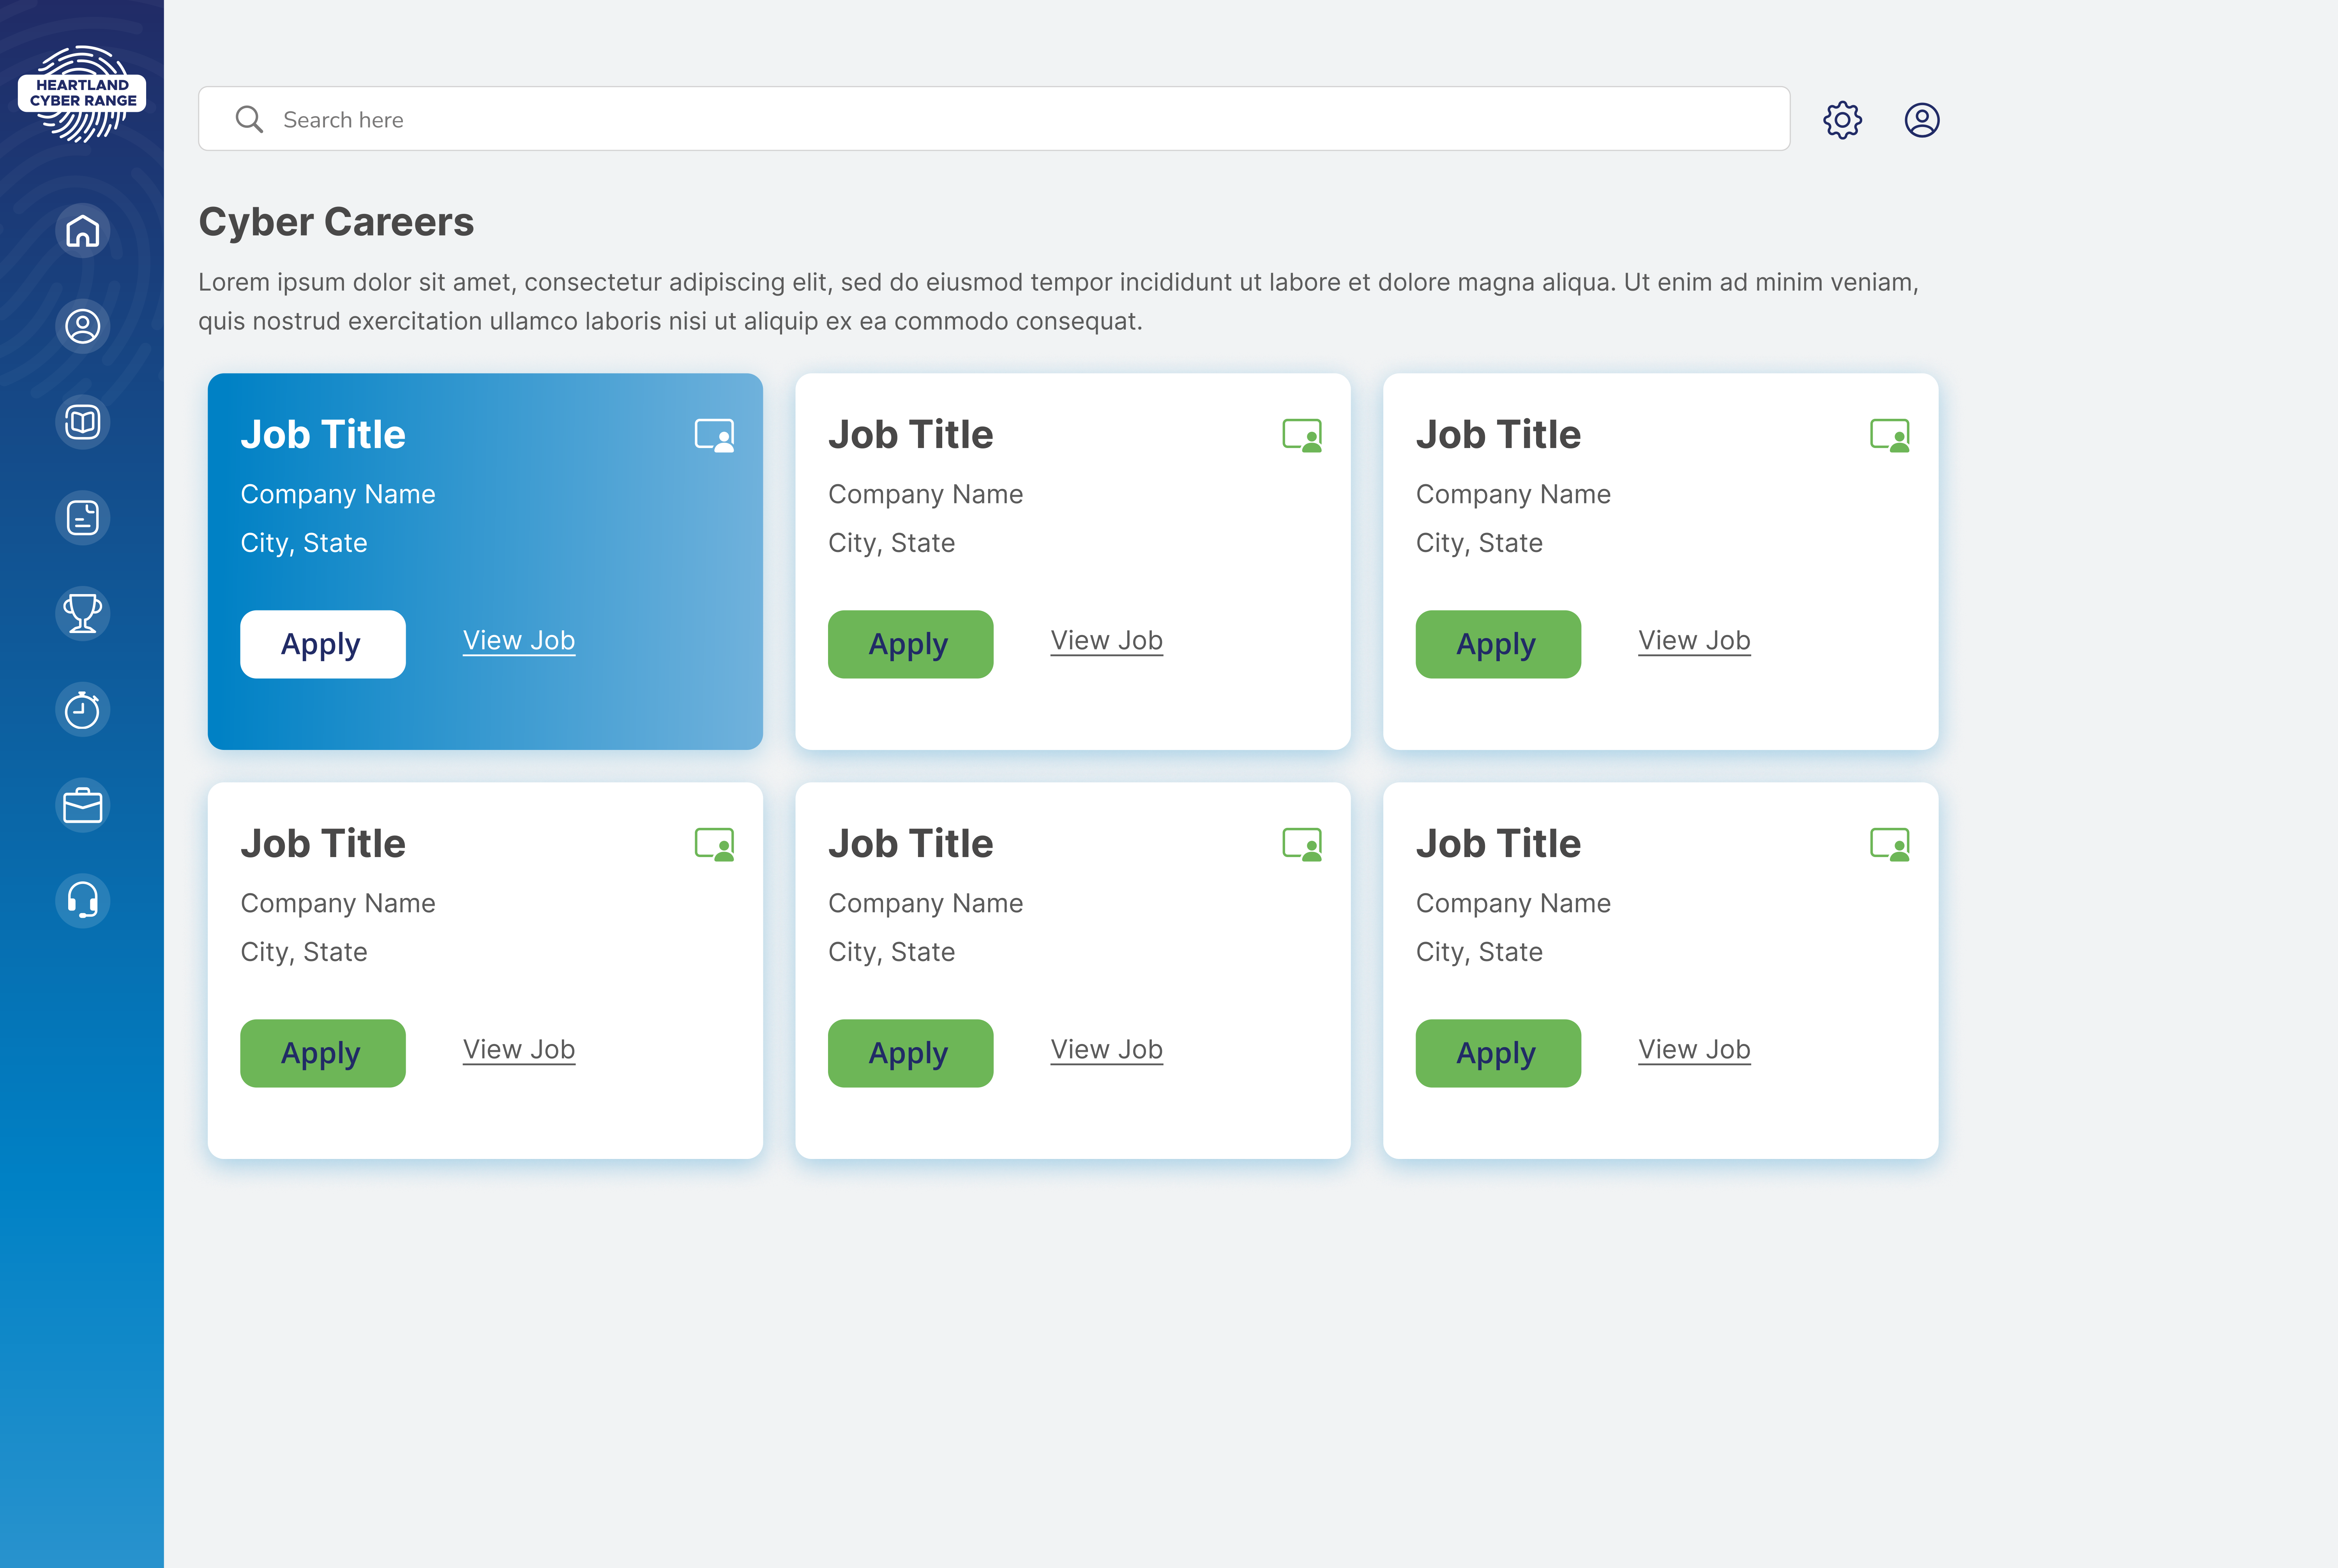 HEARTLAND
CYBER RANGE
Search here
Cyber Careers
Lorem ipsum dolor sit amet, consectetur adipiscing elit, sed do eiusmod tempor incididunt ut labore et dolore magna aliqua. Ut enim ad minim veniam,
quis nostrud exercitation ullamco laboris nisi ut aliquip ex ea commodo consequat.
Job Title
Company Name
City, State
Apply
View Job
Job Title
Company Name
City, State
Apply
View Job
Job Title
Company Name
City, State
Apply
View Job
Job Title
Company Name
City, State
Apply
View Job
Job Title
Company Name
City, State
Apply
View Job
Job Title
Company Name
City, State
Apply
View Job